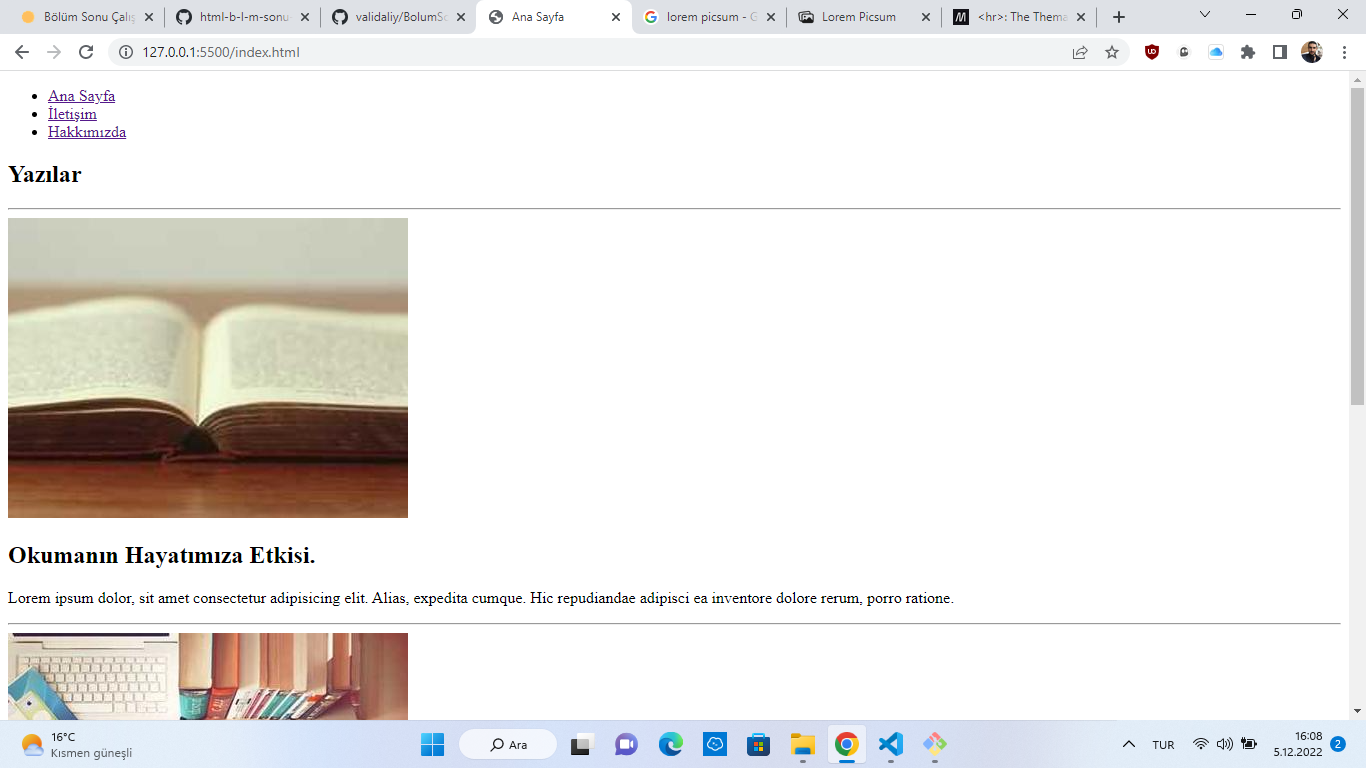 Bölüm Sonu Çalış
html-b-l-m-sonu-
validaliy/BolumSo
Ana Sayfa
lorem picsum - G
Lorem Picsum
<hr>: The Thema
127.0.0.1:5500/index.html
Ana Sayfa
İletişim
Hakkımızda
Yazılar
Okumanın Hayatımıza Etkisi.
Lorem ipsum dolor, sit amet consectetur adipisicing elit. Alias, expedita cumque. Hic repudiandae adipisci ea inventore dolore rerum, porro ratione.
16°C
Kısmen güneşli
Ara
TUR
16:08
5.12.2022
2